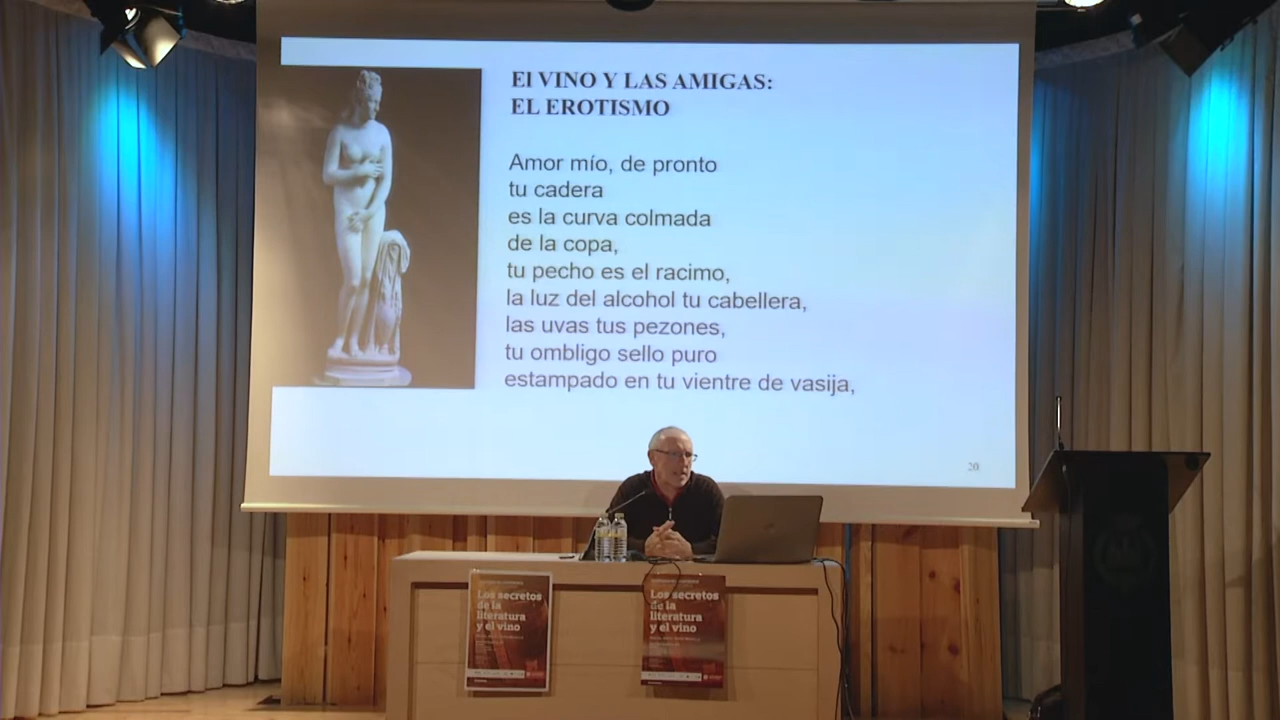 El VINO Y LAS AMIGAS:
EL EROTISMO
Amor mío, de pronto
tu cadera
es la curva colmada
de la copa,
tu pecho es el racimo,
la luz del alcohol tu cabellera,
las uvas tus pezones,
tu ombligo sello puro
estampado en tu vientre de vasija,
20
Los secretos
de la
literatura
y el vino
Los secretos
de la
literatura
y el vino